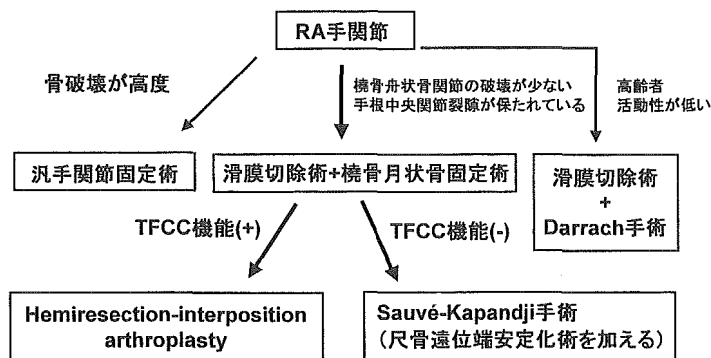 RA手関節
骨破壊が高度
橈骨舟状骨関節の破壊が少ない
手根中央関節裂隙が保たれている
高齢者
活動性が低い
汎手関節固定術
滑膜切除術+橈骨月状骨固定術
滑膜切除術
+
Darrach手術
TFCC機能(+)
TFCC機能(-)
Hemiresection-interposition
arthroplasty
Sauvé-Kapandji手術
（尺骨遠位端安定化術を加える）